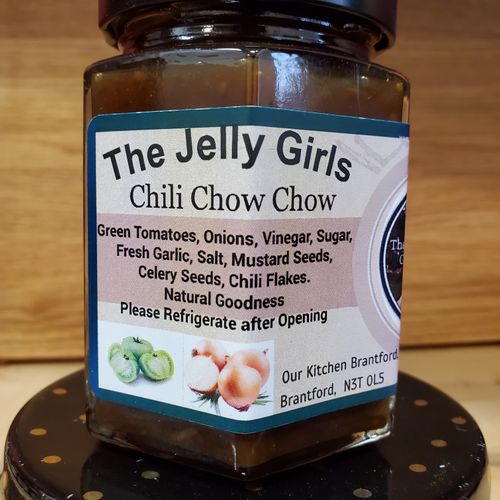 The Jelly Girls
Chili Chow Chow
Green Tomatoes, Onions, Vinegar, Sugar,
Fresh Garlic, Salt, Mustard Seeds,
Celery Seeds, Chili Flakes.
Natural Goodness
Please Refrigerate after Opening
Our Kitchen Brantford,
Brantford, N3T 0L5